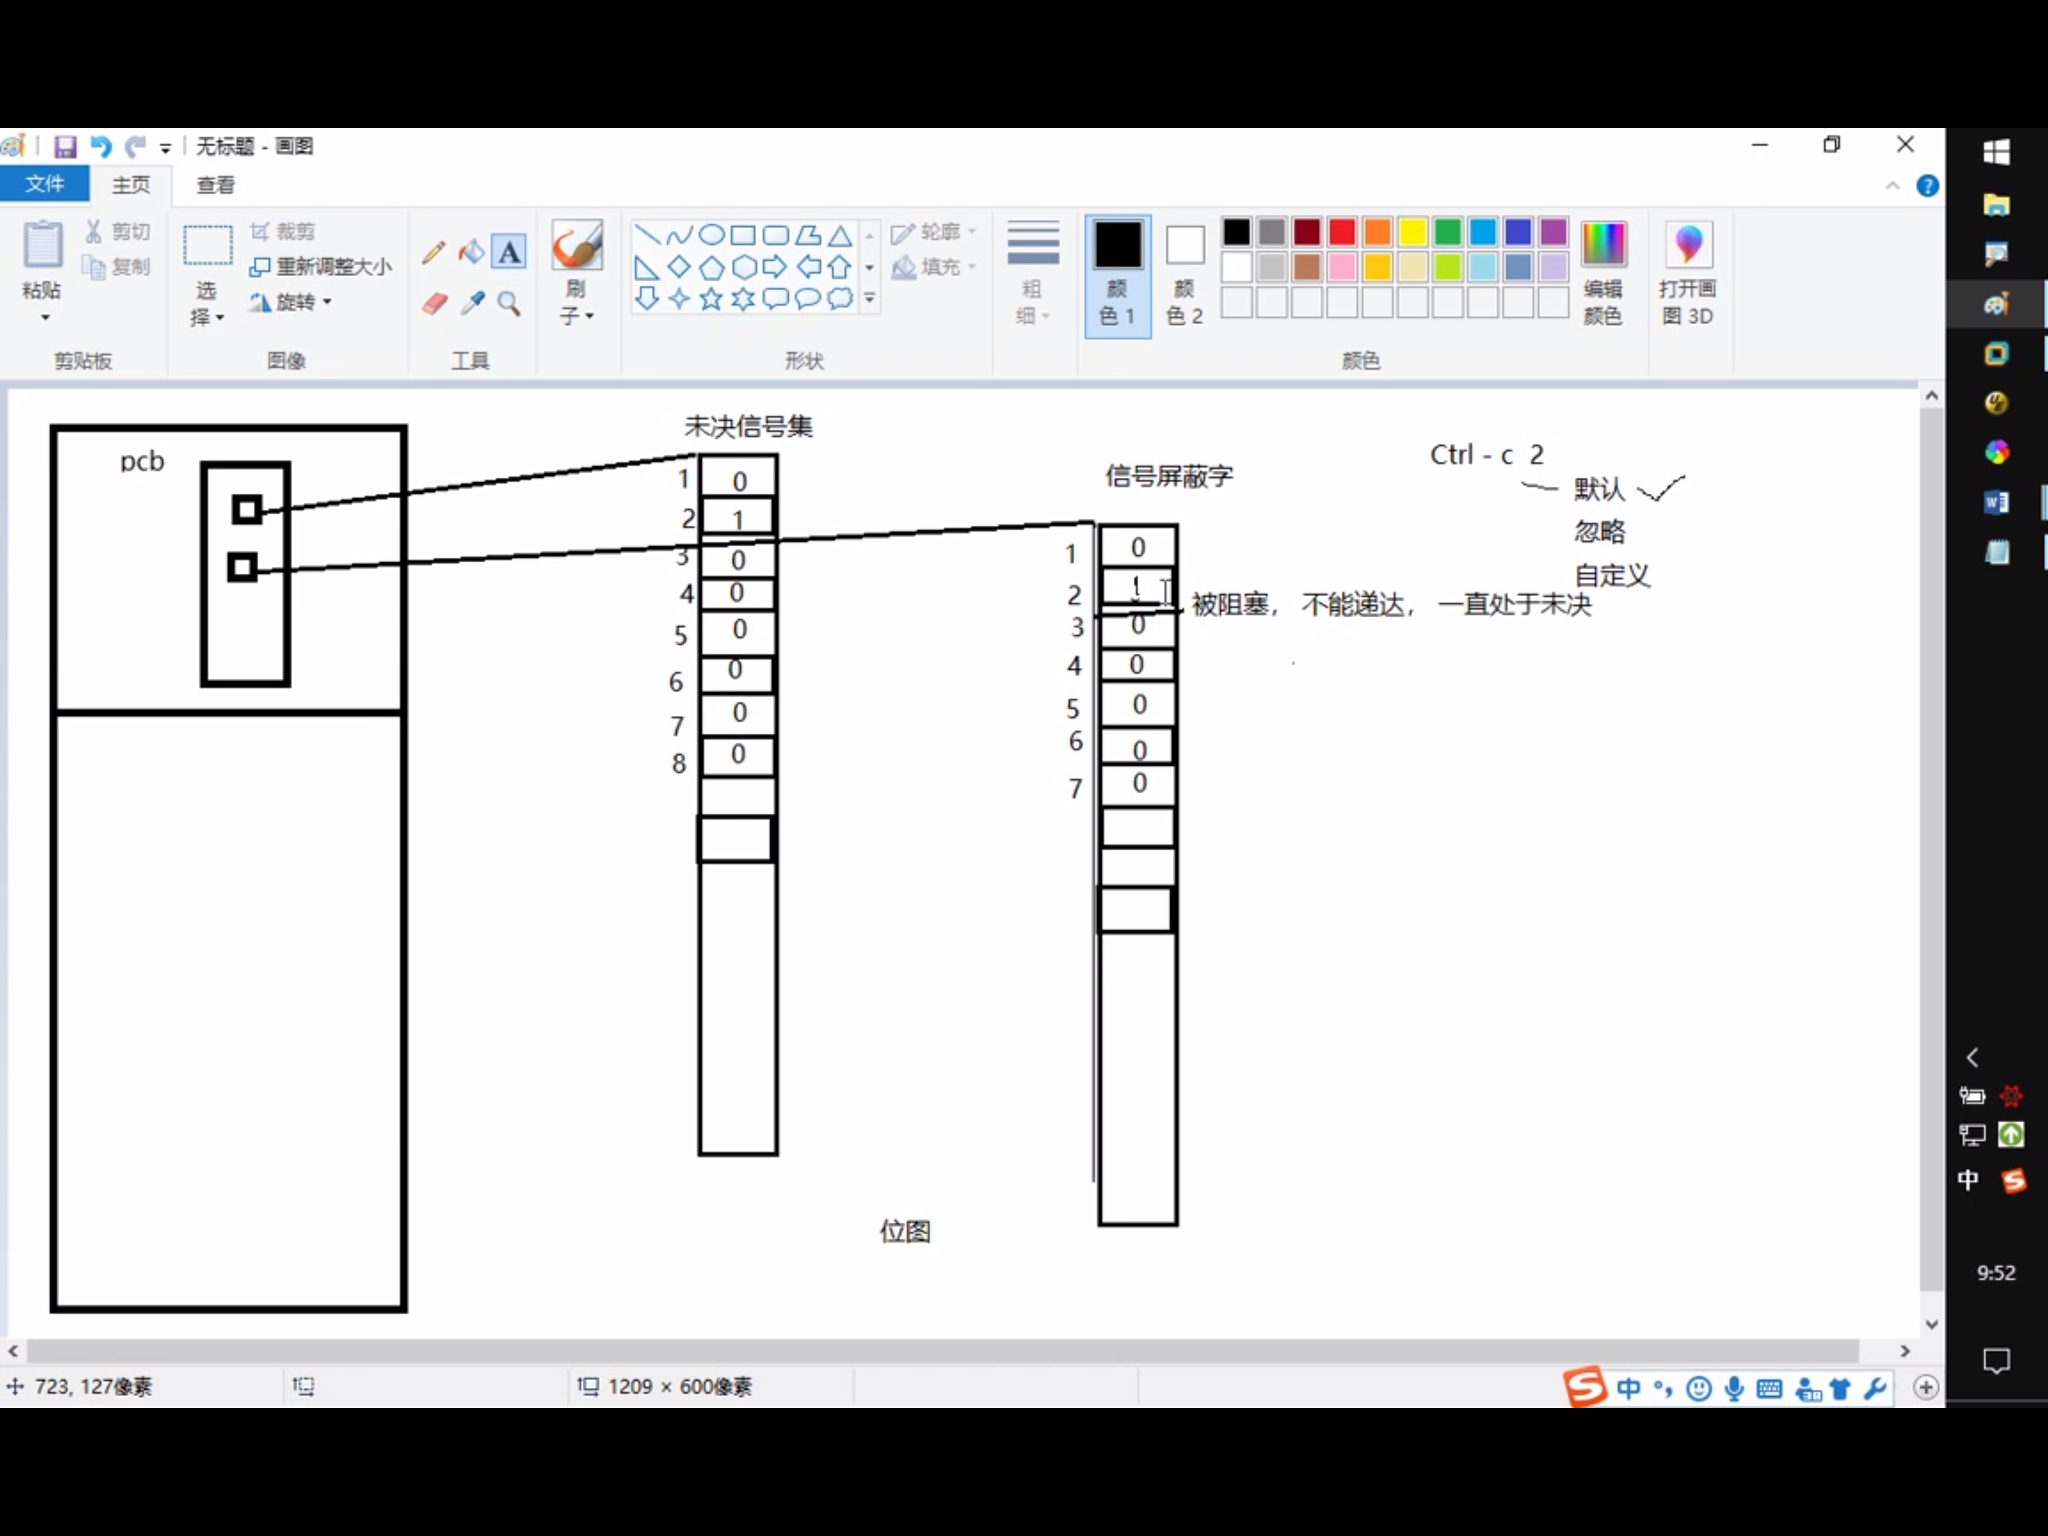 无标题 - 画图
文件 主页 查看
粘贴 剪切 复制 选择 裁剪 重新调整大小 旋转 A 刷子 轮廓 填充 粗细 颜色 1 颜色 2 编辑颜色 打开画图 3D
剪贴板 图像 工具 形状 颜色
pcb
未决信号集
1 0
2 1
3 0
4 0
5 0
6 0
7 0
8 0
信号屏蔽字
1 0
2 1
3 0
4 0
5 0
6 0
7 0
Ctrl - c 2
默认
忽略
自定义
被阻塞, 不能递达, 一直处于未决
位图
723, 127像素
1209 × 600像素
中
中
9:52